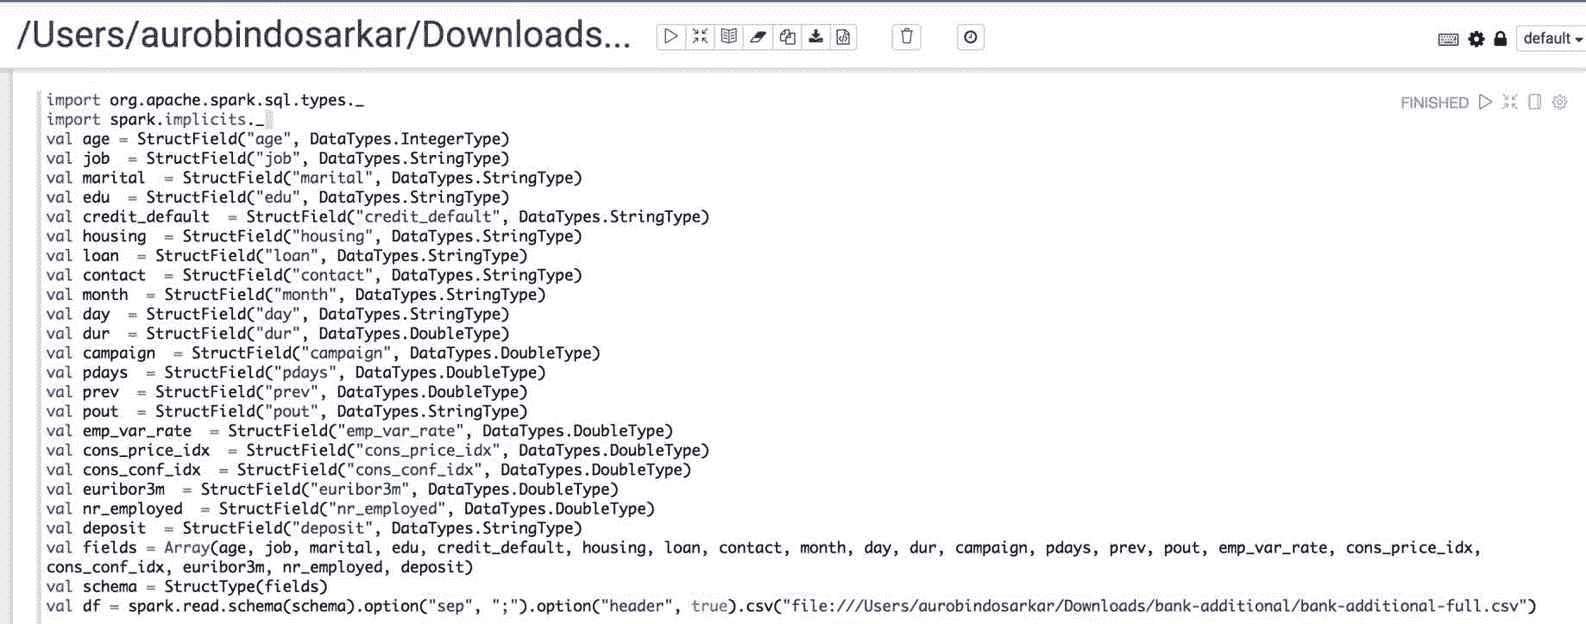 /Users/aurobindosarkar/Downloads...
default
FINISHED
import org.apache.spark.sql.types._
import spark.implicits._
val age = StructField("age", DataTypes.IntegerType)
val job  = StructField("job", DataTypes.StringType)
val marital  = StructField("marital", DataTypes.StringType)
val edu  = StructField("edu", DataTypes.StringType)
val credit_default  = StructField("credit_default", DataTypes.StringType)
val housing  = StructField("housing", DataTypes.StringType)
val loan  = StructField("loan", DataTypes.StringType)
val contact  = StructField("contact", DataTypes.StringType)
val month  = StructField("month", DataTypes.StringType)
val day  = StructField("day", DataTypes.StringType)
val dur  = StructField("dur", DataTypes.DoubleType)
val campaign  = StructField("campaign", DataTypes.DoubleType)
val pdays  = StructField("pdays", DataTypes.DoubleType)
val prev  = StructField("prev", DataTypes.DoubleType)
val pout  = StructField("pout", DataTypes.StringType)
val emp_var_rate  = StructField("emp_var_rate", DataTypes.DoubleType)
val cons_price_idx  = StructField("cons_price_idx", DataTypes.DoubleType)
val cons_conf_idx  = StructField("cons_conf_idx", DataTypes.DoubleType)
val euribor3m  = StructField("euribor3m", DataTypes.DoubleType)
val nr_employed  = StructField("nr_employed", DataTypes.DoubleType)
val deposit  = StructField("deposit", DataTypes.StringType)
val fields = Array(age, job, marital, edu, credit_default, housing, loan, contact, month, day, dur, campaign, pdays, prev, pout, emp_var_rate, cons_price_idx,
cons_conf_idx, euribor3m, nr_employed, deposit)
val schema = StructType(fields)
val df = spark.read.schema(schema).option("sep", ";").option("header", true).csv("file:///Users/aurobindosarkar/Downloads/bank-additional/bank-additional-full.csv")